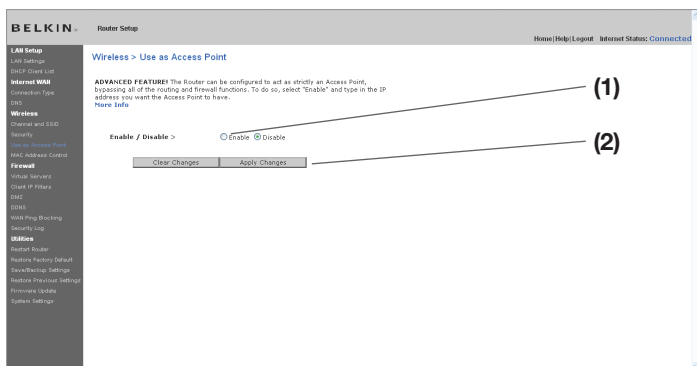 BELKIN®
Router Setup
Home|Help|Logout Internet Status: Connected
LAN Setup
LAN Settings
DHCP Client List
Internet WAN
Connection Type
DNS
Wireless
Channel and SSID
Security
Use as Access Point
MAC Address Control
Firewall
Virtual Servers
Client IP Filters
DMZ
DDNS
WAN Ping Blocking
Security Log
Utilities
Restart Router
Restore Factory Default
Save/Backup Settings
Restore Previous Settings
Firmware Update
System Settings
Wireless > Use as Access Point
ADVANCED FEATURE! The Router can be configured to act as strictly an Access Point,
bypassing all of the routing and firewall functions. To do so, select "Enable" and type in the IP
address you want the Access Point to have.
More Info
Enable / Disable > Enable Disable
Clear Changes Apply Changes
(1)
(2)